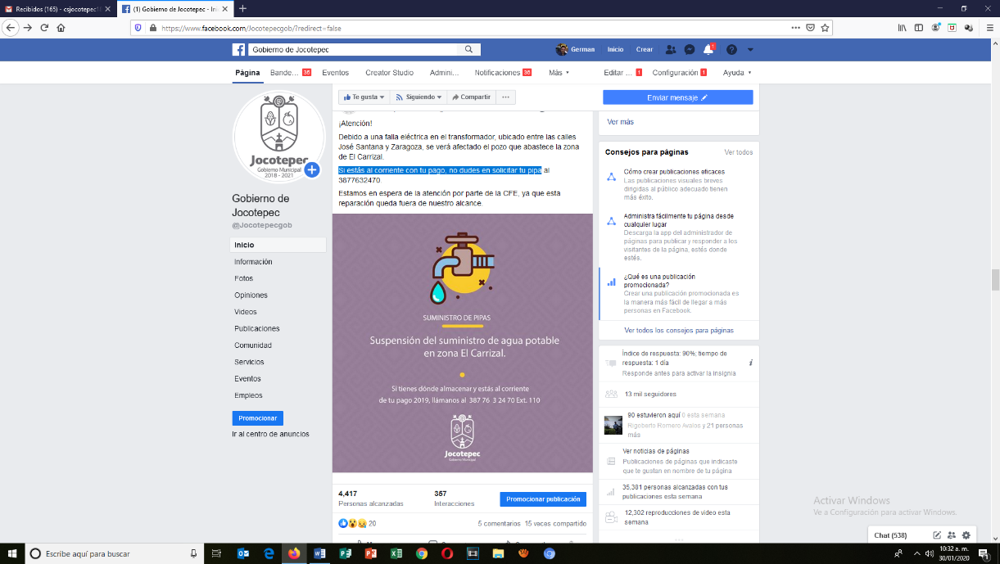 Recibidos (165) - csjocotepec1
(1) Gobierno de Jocotepec - Ini
https://www.facebook.com/Jocotepecgob/?redirect=false
Gobierno de Jocotepec
German
Inicio
Crear
1
Página
Bande... 36
Eventos
Creator Studio
Admini...
Notificaciones 36
Más
Editar ... 1
Configuración 1
Ayuda
Jocotepec
Gobierno Municipal
2018 - 2021
Gobierno de
Jocotepec
@Jocotepecgob
Inicio
Información
Fotos
Opiniones
Videos
Publicaciones
Comunidad
Servicios
Eventos
Empleos
Promocionar
Ir al centro de anuncios
Te gusta
Siguiendo
Compartir
¡Atención!
Debido a una falla eléctrica en el transformador, ubicado entre las calles
José Santana y Zaragoza, se verá afectado el pozo que abastece la zona
de El Carrizal.
Si estás al corriente con tu pago, no dudes en solicitar tu pipa al
3877632470.
Estamos en espera de la atención por parte de la CFE, ya que esta
reparación queda fuera de nuestro alcance.
SUMINISTRO DE PIPAS
Suspensión del suministro de agua potable
en zona El Carrizal.
Si tienes dónde almacenar y estás al corriente
de tu pago 2019, llámanos al 387 76 3 24 70 Ext. 110
Jocotepec
Gobierno Municipal
4,417
Personas alcanzadas
357
Interacciones
Promocionar publicación
20
5 comentarios 15 veces compartido
Enviar mensaje
Ver más
Consejos para páginas
Ver todos
Cómo crear publicaciones eficaces
Las publicaciones visuales breves
dirigidas al público adecuado tienen
más éxito.
Administra fácilmente tu página desde
cualquier lugar
Descarga la app del administrador de
páginas para publicar y responder a los
visitantes de la página, estés donde
estés.
¿Qué es una publicación
promocionada?
Crear una publicación promocionada es
la manera más fácil de llegar a más
personas en Facebook.
Ver todos los consejos para páginas
Índice de respuesta: 90%; tiempo de
respuesta: 1 día
Responde antes para activar la insignia
13 mil seguidores
90 estuvieron aquí 0 esta semana
Rigoberto Romero Avalos y 21 personas
más
Ver noticias de páginas
Publicaciones de páginas que indicaste
que te gustan en nombre de tu página
35,381 personas alcanzadas con tus
publicaciones esta semana
12,302 reproducciones de video esta
semana
Activar Windows
Ve a Configuración para activar Windows.
Chat (538)
Escribe aquí para buscar
10:32 a. m.
30/01/2020